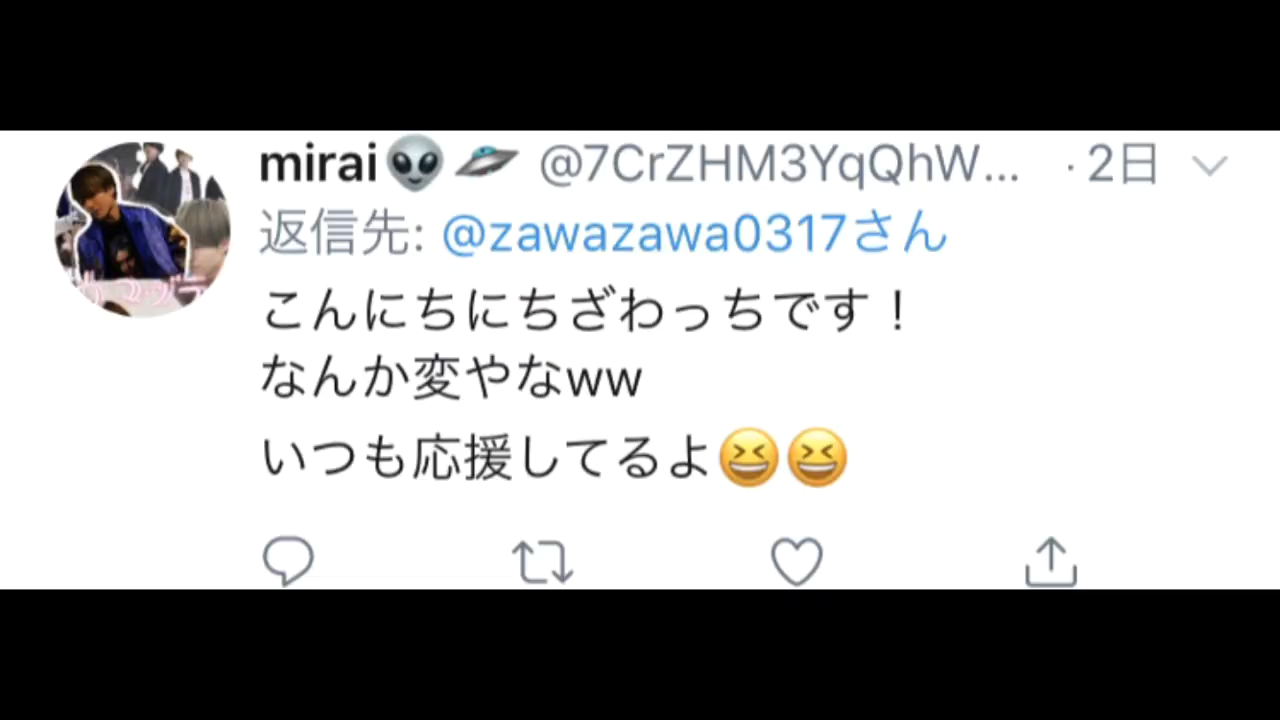 mirai👽🛸 @7CrZHM3YqQhW... · 2日
返信先: @zawazawa0317さん
こんにちにちざわっちです！
なんか変やなww
いつも応援してるよ😆😆